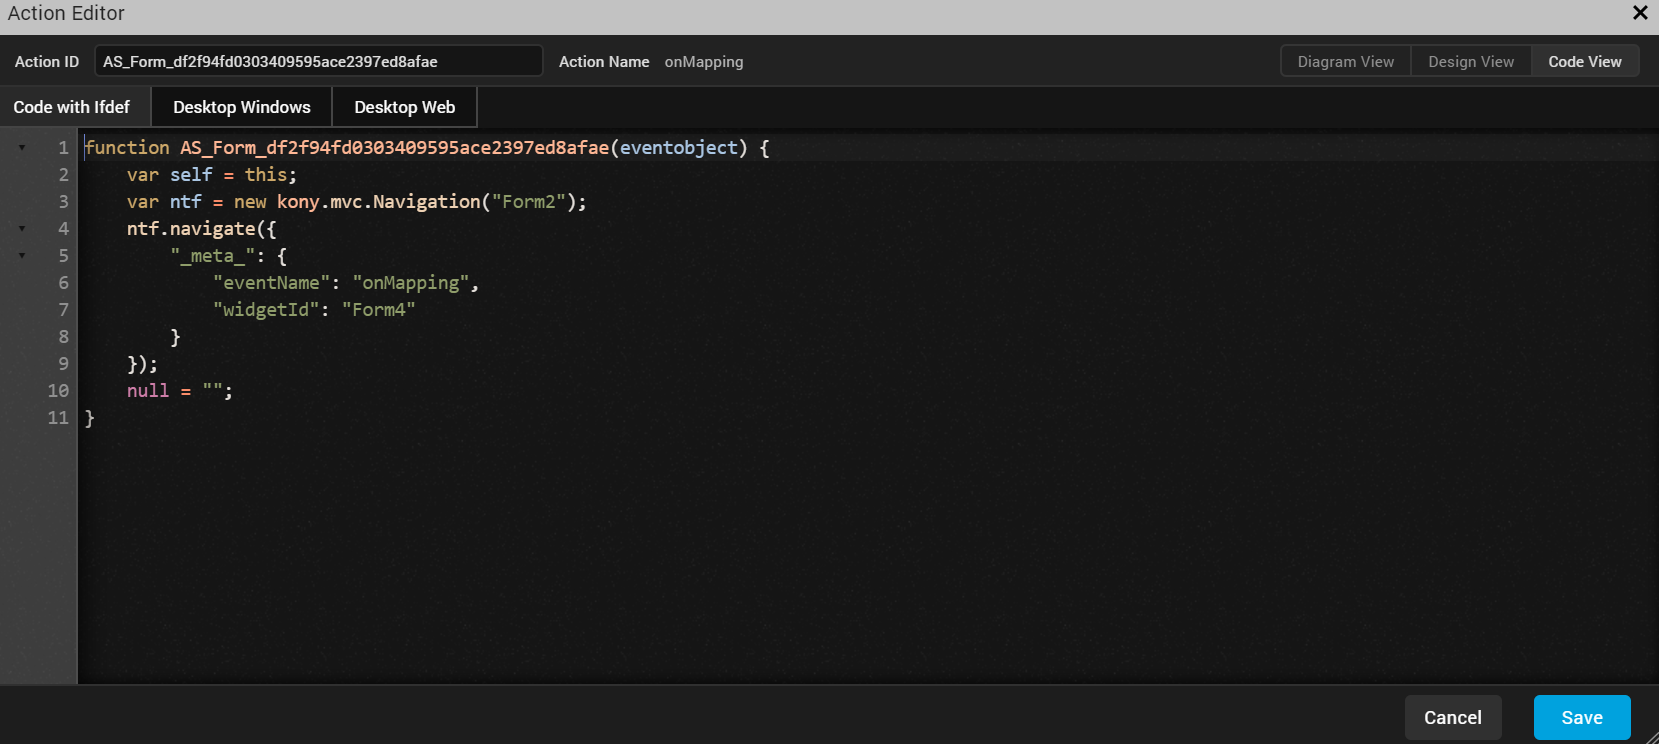 Action Editor
Action ID AS_Form_df2f94fd0303409595ace2397ed8afae Action Name onMapping Diagram View Design View Code View
Code with Ifdef Desktop Windows Desktop Web
1 function AS_Form_df2f94fd0303409595ace2397ed8afae(eventobject) {
2 var self = this;
3 var ntf = new kony.mvc.Navigation("Form2");
4 ntf.navigate({
5 "_meta_": {
6 "eventName": "onMapping",
7 "widgetId": "Form4"
8 }
9 });
10 null = "";
11 }
Cancel Save